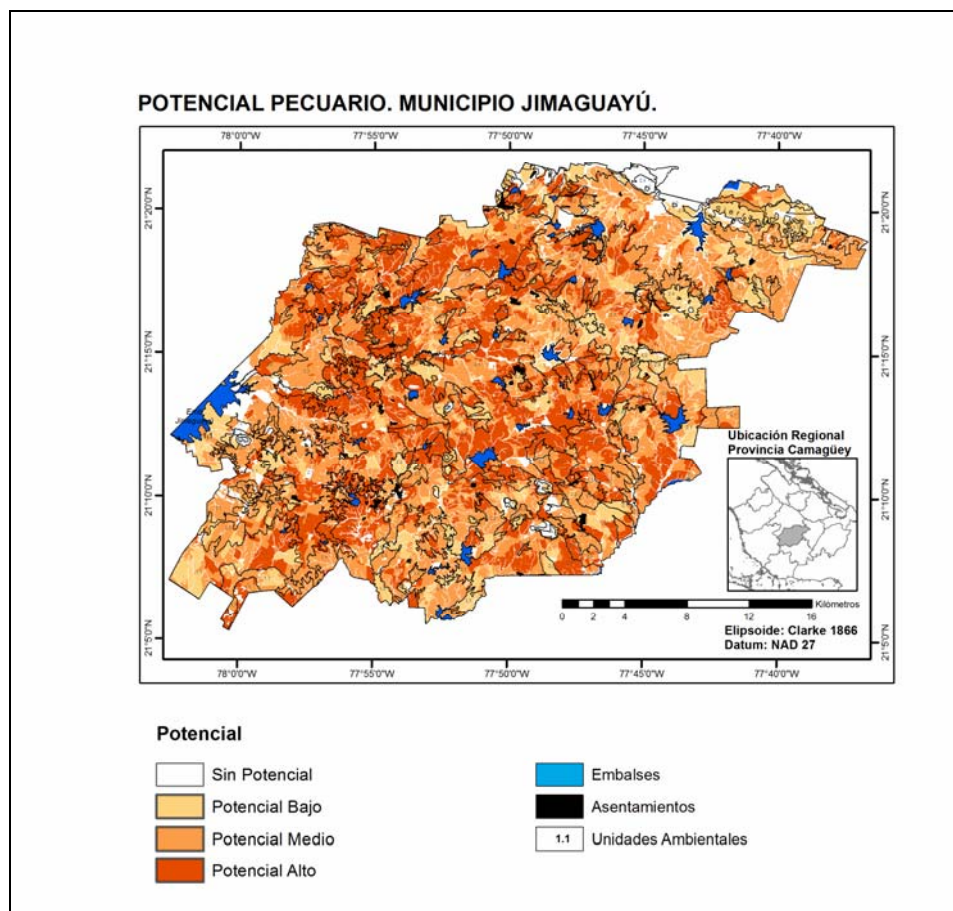 POTENCIAL PECUARIO. MUNICIPIO JIMAGUAYÚ.
78°0'0"W 77°55'0"W 77°50'0"W 77°45'0"W 77°40'0"W
21°20'0"N 21°20'0"N
21°15'0"N 21°15'0"N
21°10'0"N 21°10'0"N
21°5'0"N 21°5'0"N
Ubicación Regional
Provincia Camagüey
0 2 4 8 12 16 Kilómetros
Elipsoide: Clarke 1866
Datum: NAD 27
78°0'0"W 77°55'0"W 77°50'0"W 77°45'0"W 77°40'0"W
Potencial
Sin Potencial
Potencial Bajo
Potencial Medio
Potencial Alto
Embalses
Asentamientos
1.1 Unidades Ambientales